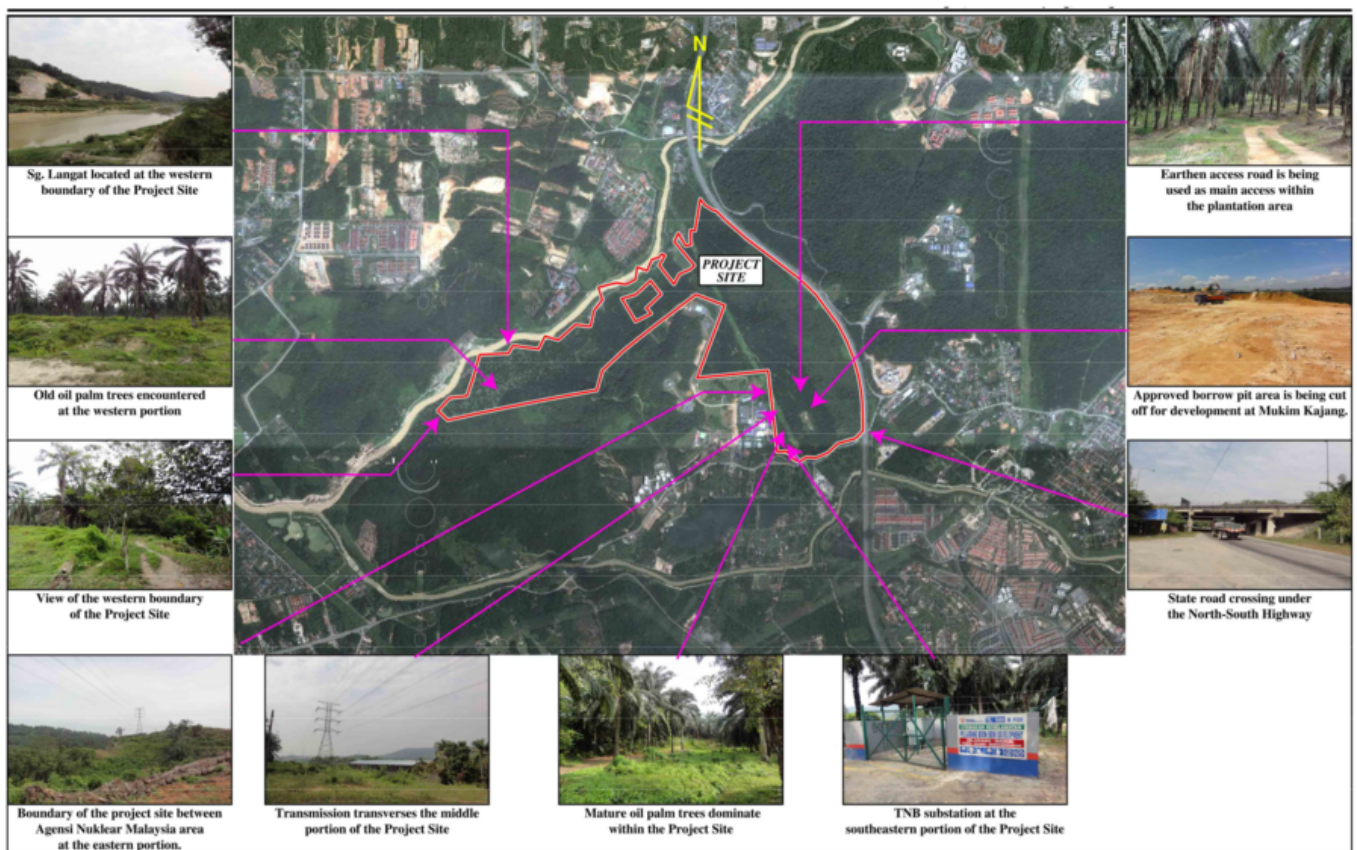 N
PROJECT
SITE
Sg. Langat located at the western
boundary of the Project Site
Old oil palm trees encountered
at the western portion
View of the western boundary
of the Project Site
Boundary of the project site between
Agensi Nuklear Malaysia area
at the eastern portion.
Transmission transverses the middle
portion of the Project Site
Mature oil palm trees dominate
within the Project Site
TNB substation at the
southeastern portion of the Project Site
Earthen access road is being
used as main access within
the plantation area
Approved borrow pit area is being cut
off for development at Mukim Kajang.
State road crossing under
the North-South Highway